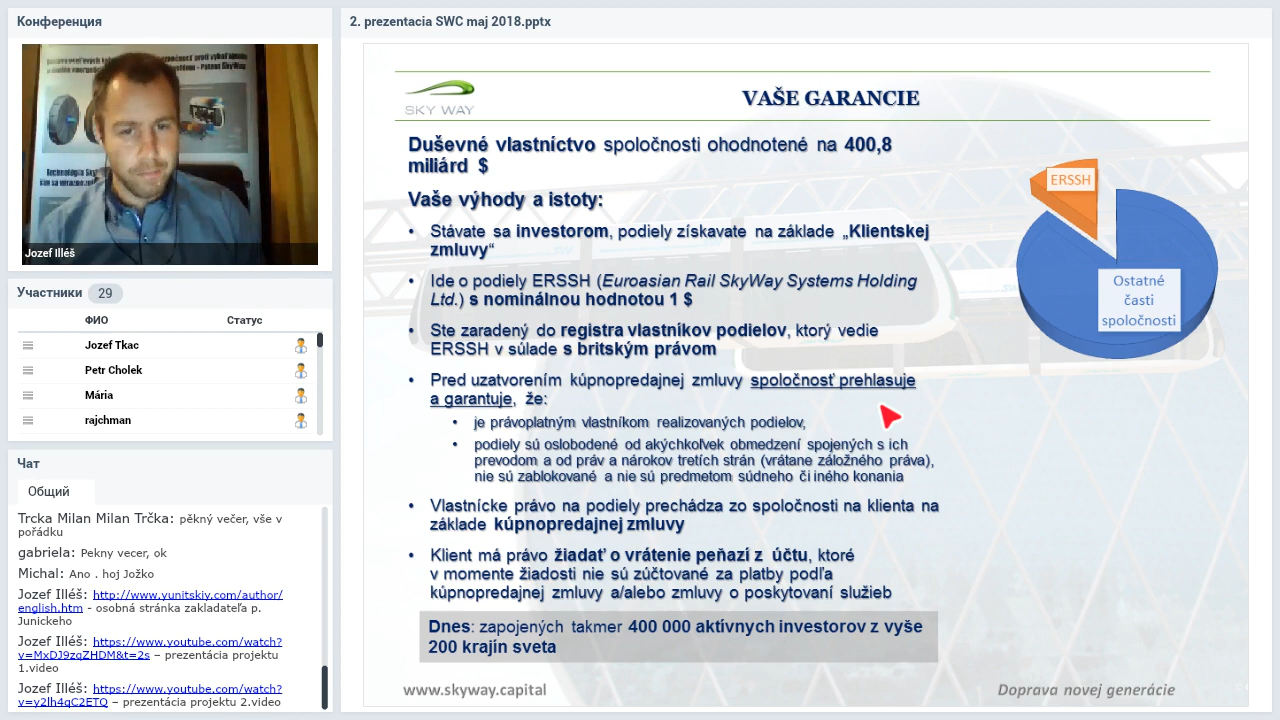 Конференция
Jozef Illéš
Участники 29
ФИО Статус
Jozef Tkac
Petr Cholek
Mária
rajchman
Чат
Общий
Trcka Milan Milan Trčka: pěkný večer, vše v
pořádku
gabriela: Pekny vecer, ok
Michal: Ano . hoj Jožko
Jozef Illéš: http://www.yunitskiy.com/author/
english.htm - osobná stránka zakladateľa p.
Junickeho
Jozef Illéš: https://www.youtube.com/watch?
v=MxDJ9zqZHDM&t=2s – prezentácia projektu
1.video
Jozef Illéš: https://www.youtube.com/watch?
v=y2lh4qC2ETQ – prezentácia projektu 2.video
2. prezentacia SWC maj 2018.pptx
SKY WAY
VAŠE GARANCIE
Duševné vlastníctvo spoločnosti ohodnotené na 400,8
miliárd $
Vaše výhody a istoty:
• Stávate sa investorom, podiely získavate na základe „Klientskej
zmluvy“
• Ide o podiely ERSSH (Euroasian Rail SkyWay Systems Holding
Ltd.) s nominálnou hodnotou 1 $
• Ste zaradený do registra vlastníkov podielov, ktorý vedie
ERSSH v súlade s britským právom
• Pred uzatvorením kúpnopredajnej zmluvy spoločnosť prehlasuje
a garantuje, že:
• je právoplatným vlastníkom realizovaných podielov,
• podiely sú oslobodené od akýchkoľvek obmedzení spojených s ich
prevodom a od práv a nárokov tretích strán (vrátane záložného práva),
nie sú zablokované a nie sú predmetom súdneho či iného konania
• Vlastnícke právo na podiely prechádza zo spoločnosti na klienta na
základe kúpnopredajnej zmluvy
• Klient má právo žiadať o vrátenie peňazí z účtu, ktoré
v momente žiadosti nie sú zúčtované za platby podľa
kúpnopredajnej zmluvy a/alebo zmluvy o poskytovaní služieb
Dnes: zapojených takmer 400 000 aktívnych investorov z vyše
200 krajín sveta
ERSSH
Ostatné
časti
spoločnosti
www.skyway.capital
Doprava novej generácie